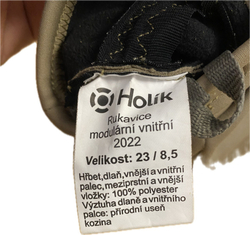 Holík
Rukavice
modulární vnitřní
2022
Velikost: 23 / 8,5
Hřbet,dlaň,vnější a vnitřní
palec,meziprstní a vnější
vložky: 100% polyester
Výztuha dlaně a vnitřního
palce: přírodní useň
kozina